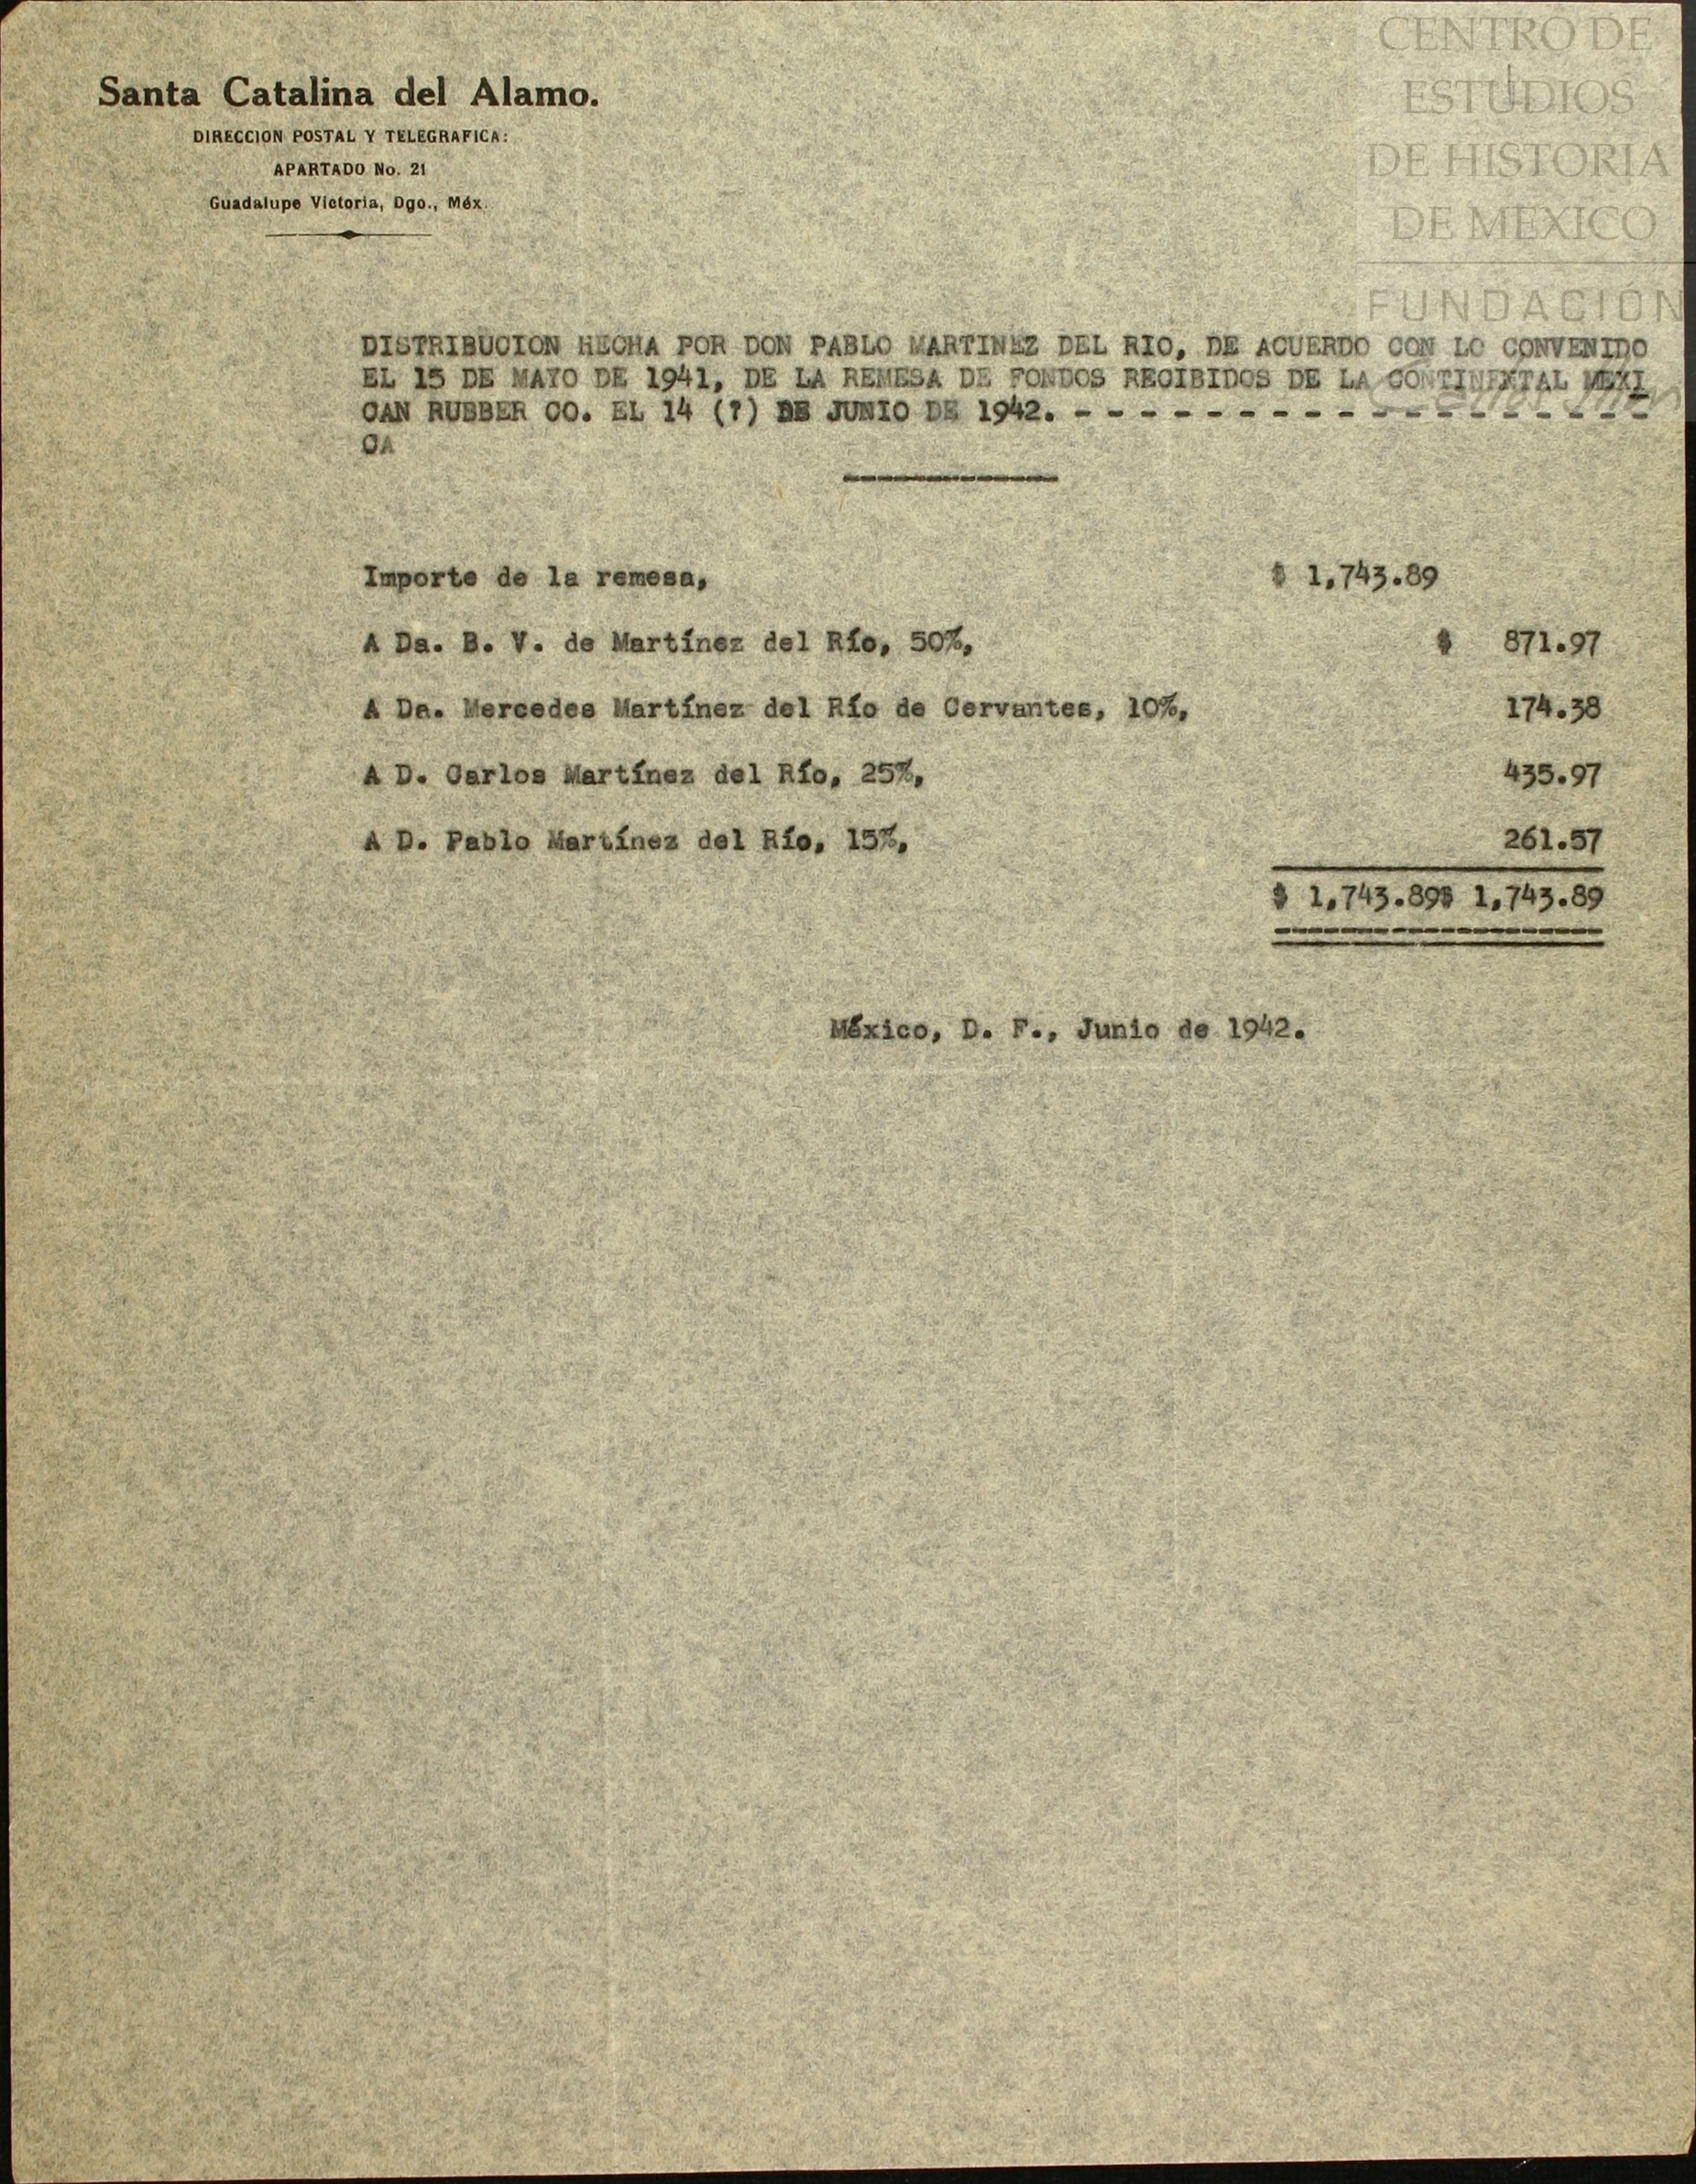 Santa Catalina del Alamo.
DIRECCION POSTAL Y TELEGRAFICA:
APARTADO No. 21
Guadalupe Victoria, Dgo., Méx.
CENTRO DE
ESTUDIOS
DE HISTORIA
DE MÉXICO
FUNDACIÓN
DISTRIBUCION HECHA POR DON PABLO MARTINEZ DEL RIO, DE ACUERDO CON LO CONVENIDO
EL 15 DE MAYO DE 1941, DE LA REMESA DE FONDOS RECIBIDOS DE LA CONTINEXTAL MEXI
CAN RUBBER CO. EL 14 (?) DE JUNIO DE 1942. - - - - - - - - - - - - - - - - - -
CA
Importe de la remesa, $ 1,743.89
A Da. B. V. de Martínez del Río, 50%, $ 871.97
A Da. Mercedes Martínez del Río de Cervantes, 10%, 174.38
A D. Carlos Martínez del Río, 25%, 435.97
A D. Pablo Martínez del Río, 15%, 261.57
$ 1,743.89$ 1,743.89
México, D. F., Junio de 1942.